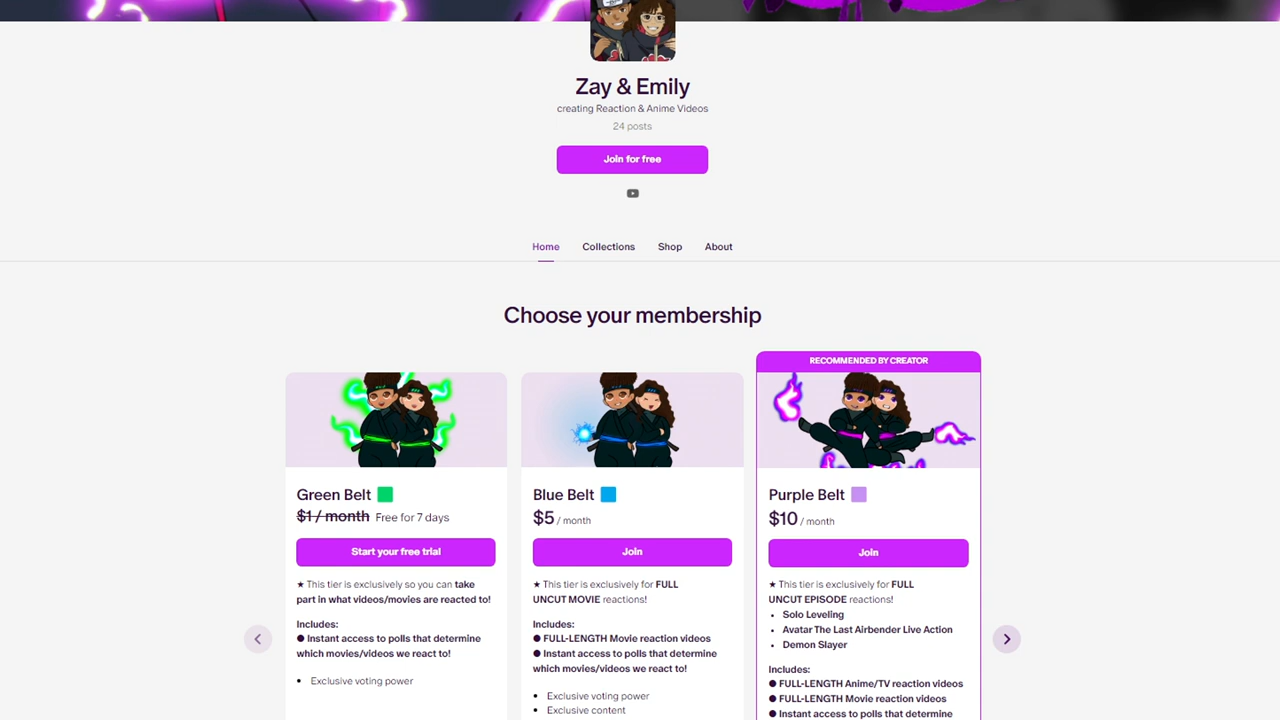 Zay & Emily
creating Reaction & Anime Videos
24 posts
Join for free
Home
Collections
Shop
About
Choose your membership
Green Belt
$1 / month Free for 7 days
Start your free trial
★ This tier is exclusively so you can take
part in what videos/movies are reacted to!
Includes:
● Instant access to polls that determine
which movies/videos we react to!
• Exclusive voting power
Blue Belt
$5 / month
Join
★ This tier is exclusively for FULL
UNCUT MOVIE reactions!
Includes:
● FULL-LENGTH Movie reaction videos
● Instant access to polls that determine
which movies/videos we react to!
• Exclusive voting power
• Exclusive content
RECOMMENDED BY CREATOR
Purple Belt
$10 / month
Join
★ This tier is exclusively for FULL
UNCUT EPISODE reactions!
• Solo Leveling
• Avatar The Last Airbender Live Action
• Demon Slayer
Includes:
● FULL-LENGTH Anime/TV reaction videos
● FULL-LENGTH Movie reaction videos
● Instant access to polls that determine